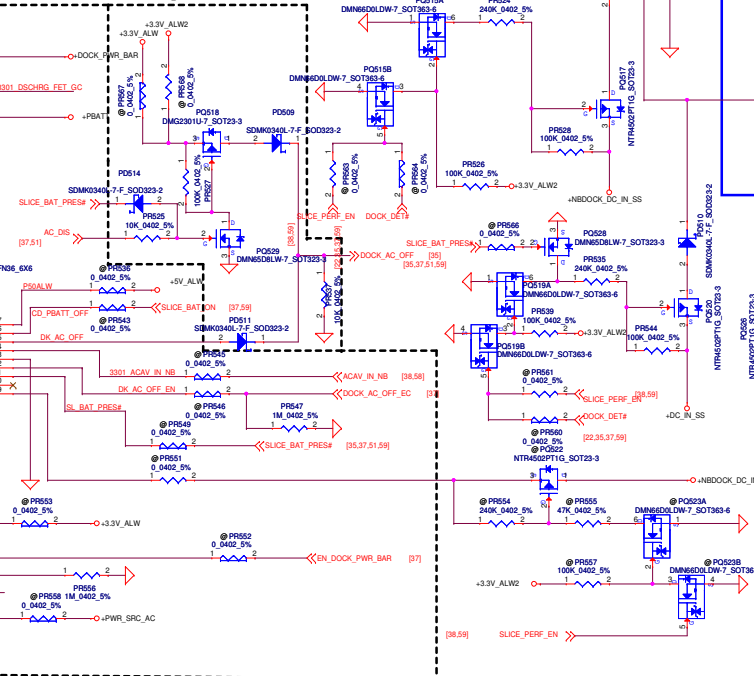 PR524
240K_0402_5%
DMN66D0LDW-7_SOT363-6
+3.3V_ALW2
+3.3V_ALW
+DOCK_PWR_BAR
3301_DSCHRG_FET_GC
+PBATT
@PR567
0_0402_5%
PR568
0_0402_5%
PQ518
DMG2301U-7_SOT23-3
PD509
SDMK0340L-7-F_SOD323-2
PQ515B
DMN66D0LDW-7_SOT363-6
PQ517
NTR4502PT1G_SOT23-3
PR528
100K_0402_5%
PR526
100K_0402_5%
+3.3V_ALW2
+NBDOCK_DC_IN_SS
@PR563
0_0402_5%
@PR564
0_0402_5%
SLICE_PERF_EN
DOCK_DET#
PR527
100K_0402_5%
PD514
SDMK0340L-7-F_SOD323-2
SLICE_BAT_PRES#
PR525
10K_0402_5%
AC_DIS
[37,51]
PQ529
DMN65D8LW-7_SOT323-3
[38,59]
DOCK_AC_OFF
[35]
[35,37,51,59]
SLICE_BAT_PRES#
@PR566
0_0402_5%
PQ528
DMN65D8LW-7_SOT323-3
PD510
SDMK0340L-7-F_SOD323-2
PR535
240K_0402_5%
PQ519A
DMN66D0LDW-7_SOT363-6
PQ520
NTR4502PT1G_SOT23-3
PR539
100K_0402_5%
+3.3V_ALW2
PR544
100K_0402_5%
PQ519B
DMN66D0LDW-7_SOT363-6
+DC_IN_SS
FN36_6X6
@PR536
0_0402_5%
P50ALW
+5V_ALW
CD_PBATT_OFF
@PR543
0_0402_5%
SLICE_BAT_ON
[37,59]
PD511
SDMK0340L-7-F_SOD323-2
DK_AC_OFF
PR537
10K_0402_5%
@PR545
0_0402_5%
3301_ACAV_IN_NB
ACAV_IN_NB
[38,58]
DK_AC_OFF_EN
DOCK_AC_OFF_EC
@PR546
0_0402_5%
SL_BAT_PRES#
PR547
1M_0402_5%
@PR549
0_0402_5%
SLICE_BAT_PRES#
[35,37,51,59]
@PR551
0_0402_5%
@PR561
0_0402_5%
SLICE_PERF_EN
[38,59]
DOCK_DET#
[22,35,37,59]
@PR560
0_0402_5%
@PQ522
NTR4502PT1G_SOT23-3
@PR553
0_0402_5%
+3.3V_ALW
@PR552
0_0402_5%
EN_DOCK_PWR_BAR
[37]
PR556
1M_0402_5%
@PR558
0_0402_5%
+PWR_SRC_AC
@PR554
240K_0402_5%
@PR555
47K_0402_5%
@PQ523A
DMN66D0LDW-7_SOT363-6
+3.3V_ALW2
@PR557
100K_0402_5%
@PQ523B
[38,59]
SLICE_PERF_EN